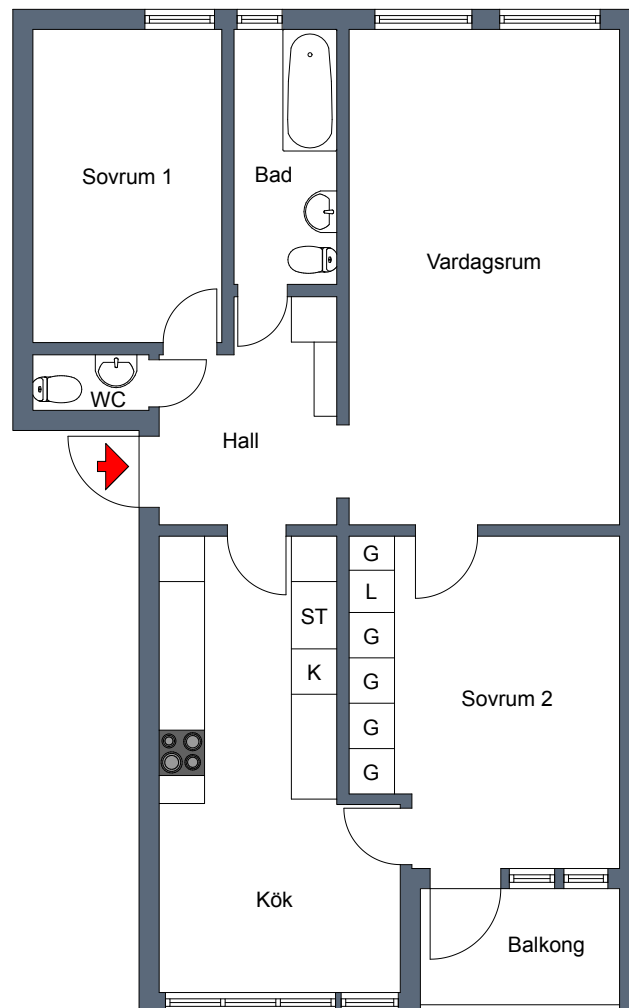 Sovrum 1
Bad
Vardagsrum
WC
Hall
G
L
G
G
G
G
ST
K
Sovrum 2
Kök
Balkong